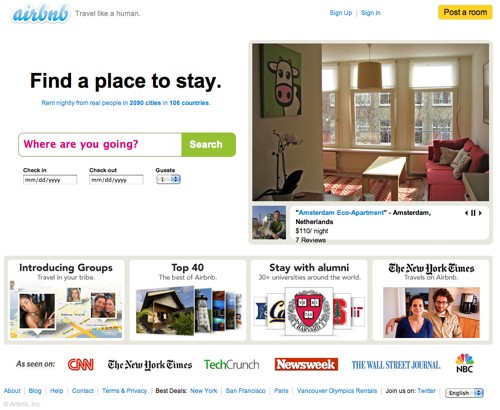 airbnb Travel like a human. Sign Up | Sign In Post a room
Find a place to stay.
Rent nightly from real people in 2090 cities in 106 countries.
Where are you going? Search
Check in Check out Guests
mm/dd/yyyy mm/dd/yyyy 1
"Amsterdam Eco-Apartment" - Amsterdam,
Netherlands
$110/ night
7 Reviews
Introducing Groups
Travel in your tribe.
Top 40
The best of Airbnb.
Stay with alumni
30+ universities around the world.
HARVARD
The New York Times
Travels on Airbnb.
As seen on: CNN The New York Times TechCrunch Newsweek THE WALL STREET JOURNAL NBC
About | Blog | Help | Contact | Terms & Privacy | Best Deals: New York | San Francisco | Paris | Vancouver Olympics Rentals | Join us on: Twitter English
© Airbnb, Inc.